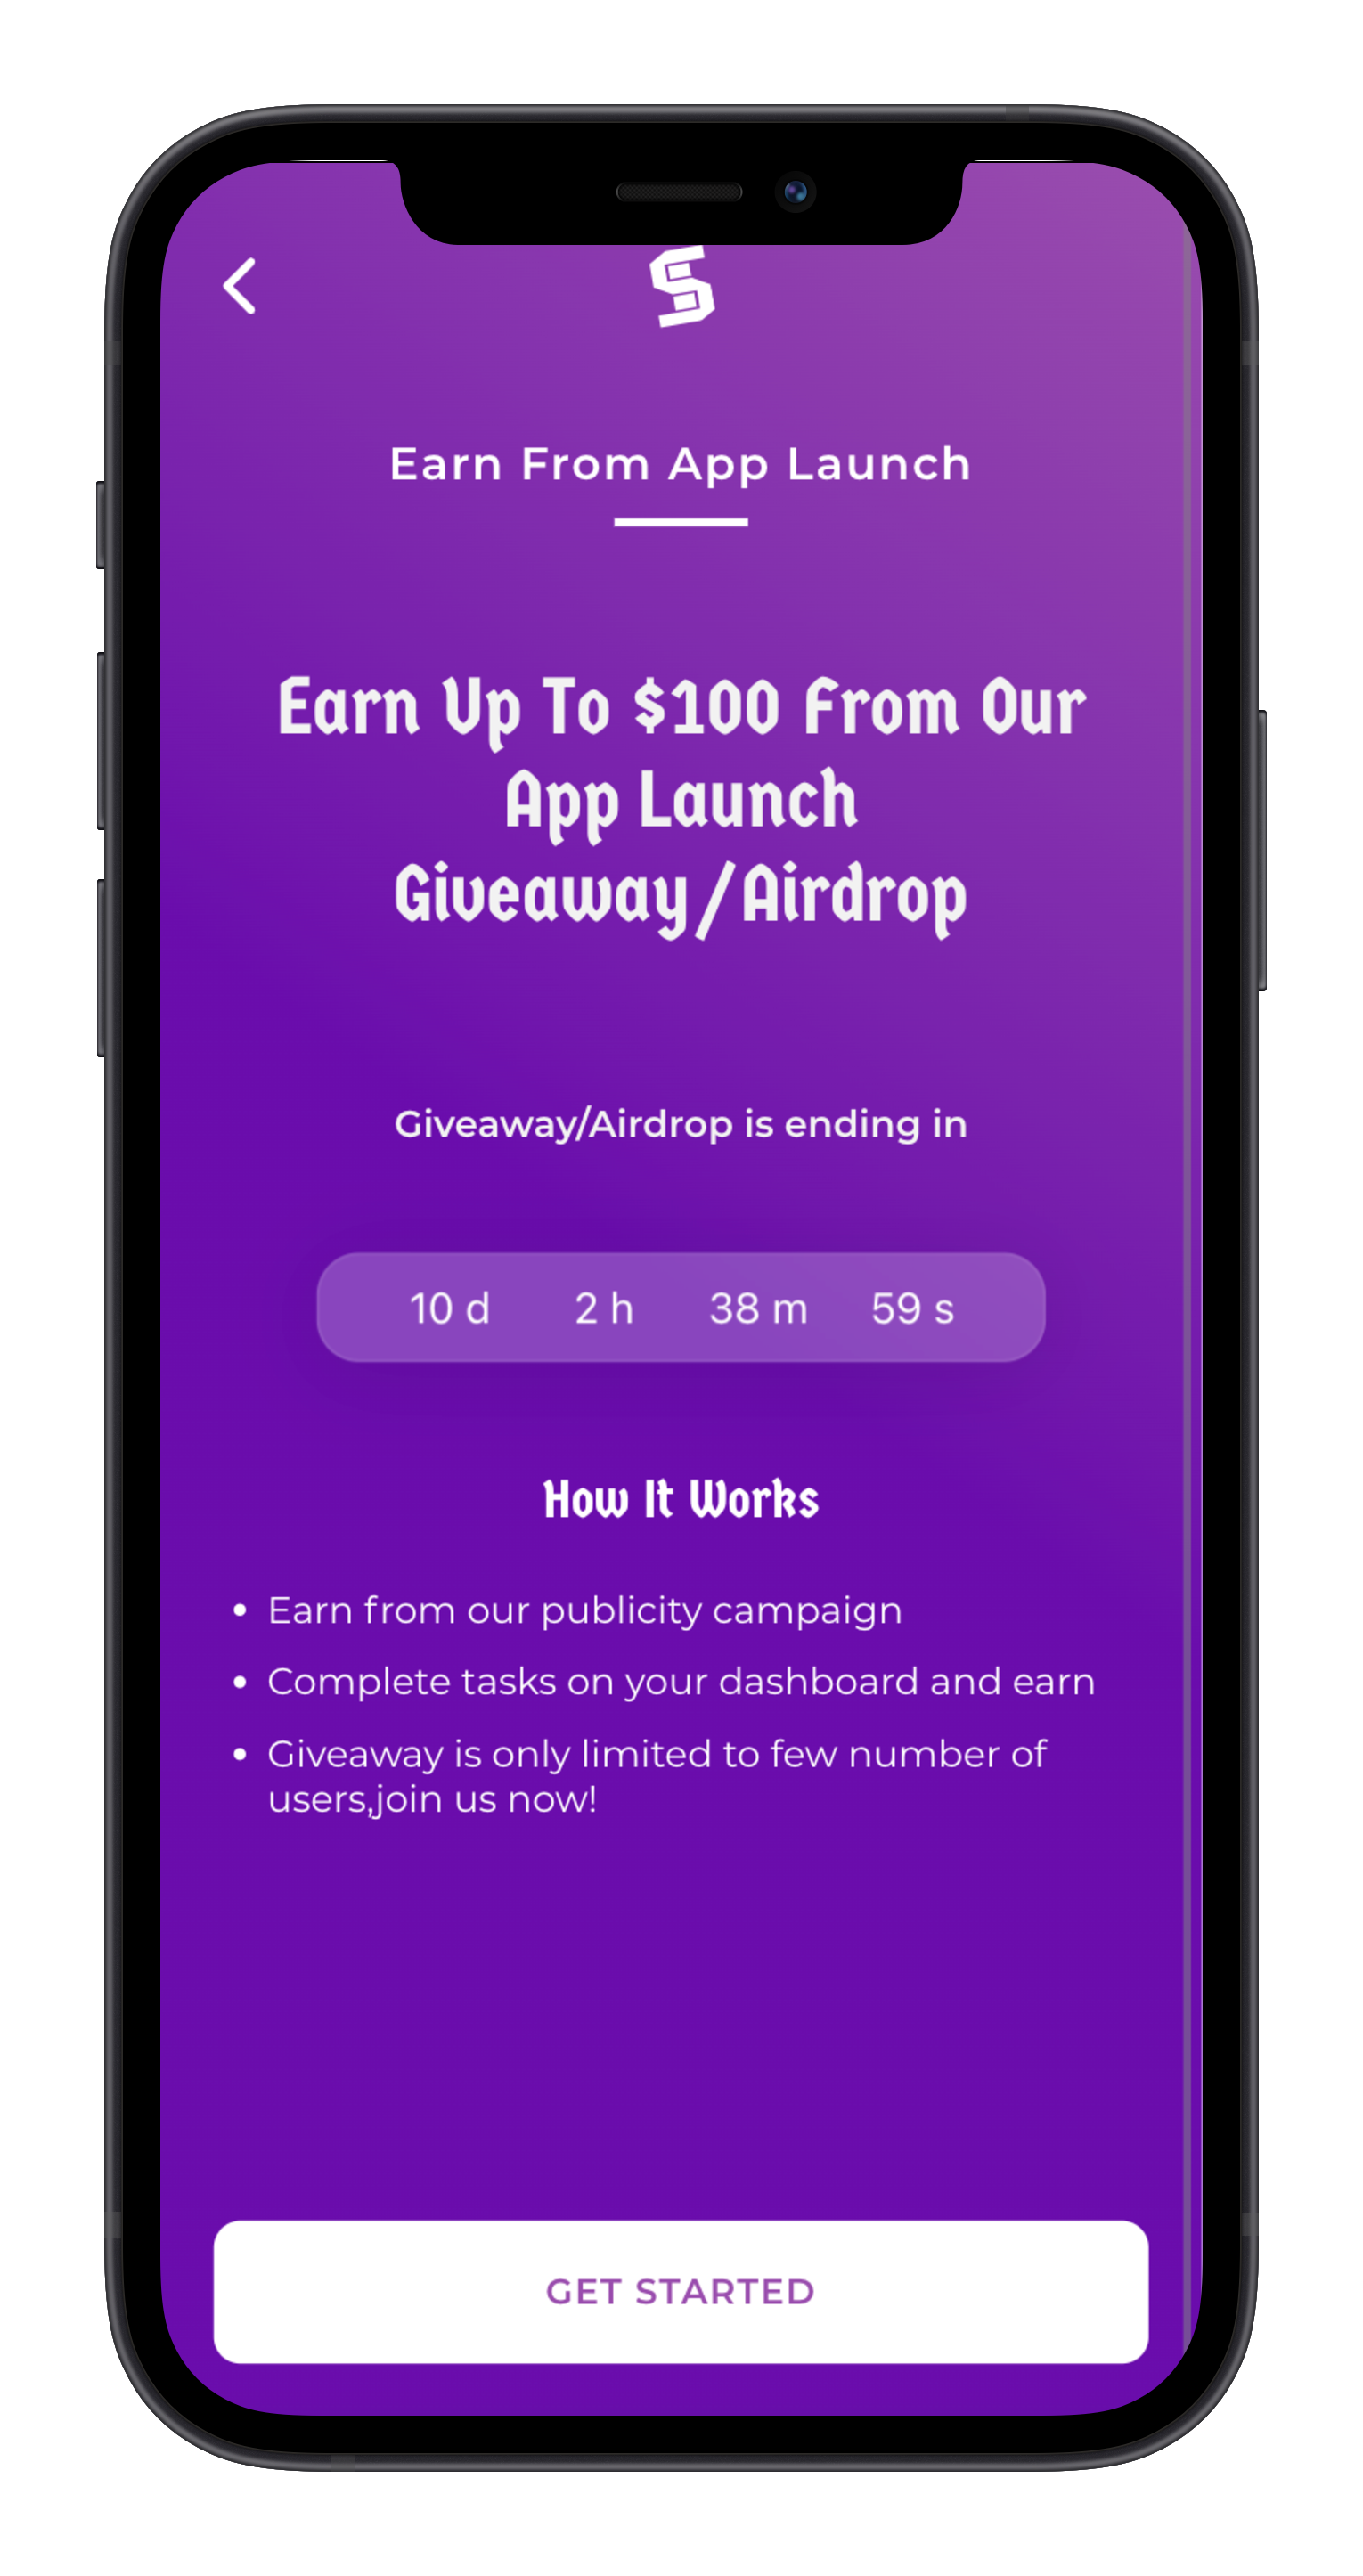 S
Earn From App Launch
Earn Up To $100 From Our
App Launch
Giveaway/Airdrop
Giveaway/Airdrop is ending in
10 d 2 h 38 m 59 s
How It Works
• Earn from our publicity campaign
• Complete tasks on your dashboard and earn
• Giveaway is only limited to few number of
users,join us now!
GET STARTED